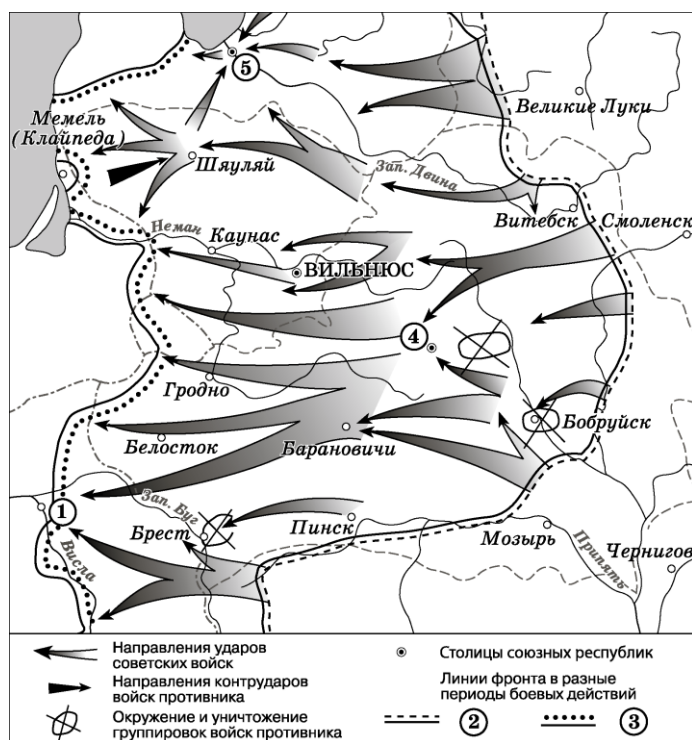 5
Великие Луки
Мемель
(Клайпеда)
Шяуляй
Зап. Двина
Витебск
Смоленск
Неман
Каунас
ВИЛЬНЮС
4
Гродно
Бобруйск
Белосток
Барановичи
1
Зап. Буг
Брест
Пинск
Мозырь
Висла
Припять
Чернигов
Направления ударов
советских войск
Направления контрударов
войск противника
Окружение и уничтожение
группировок войск противника
Столицы союзных республик
Линии фронта в разные
периоды боевых действий
2
3